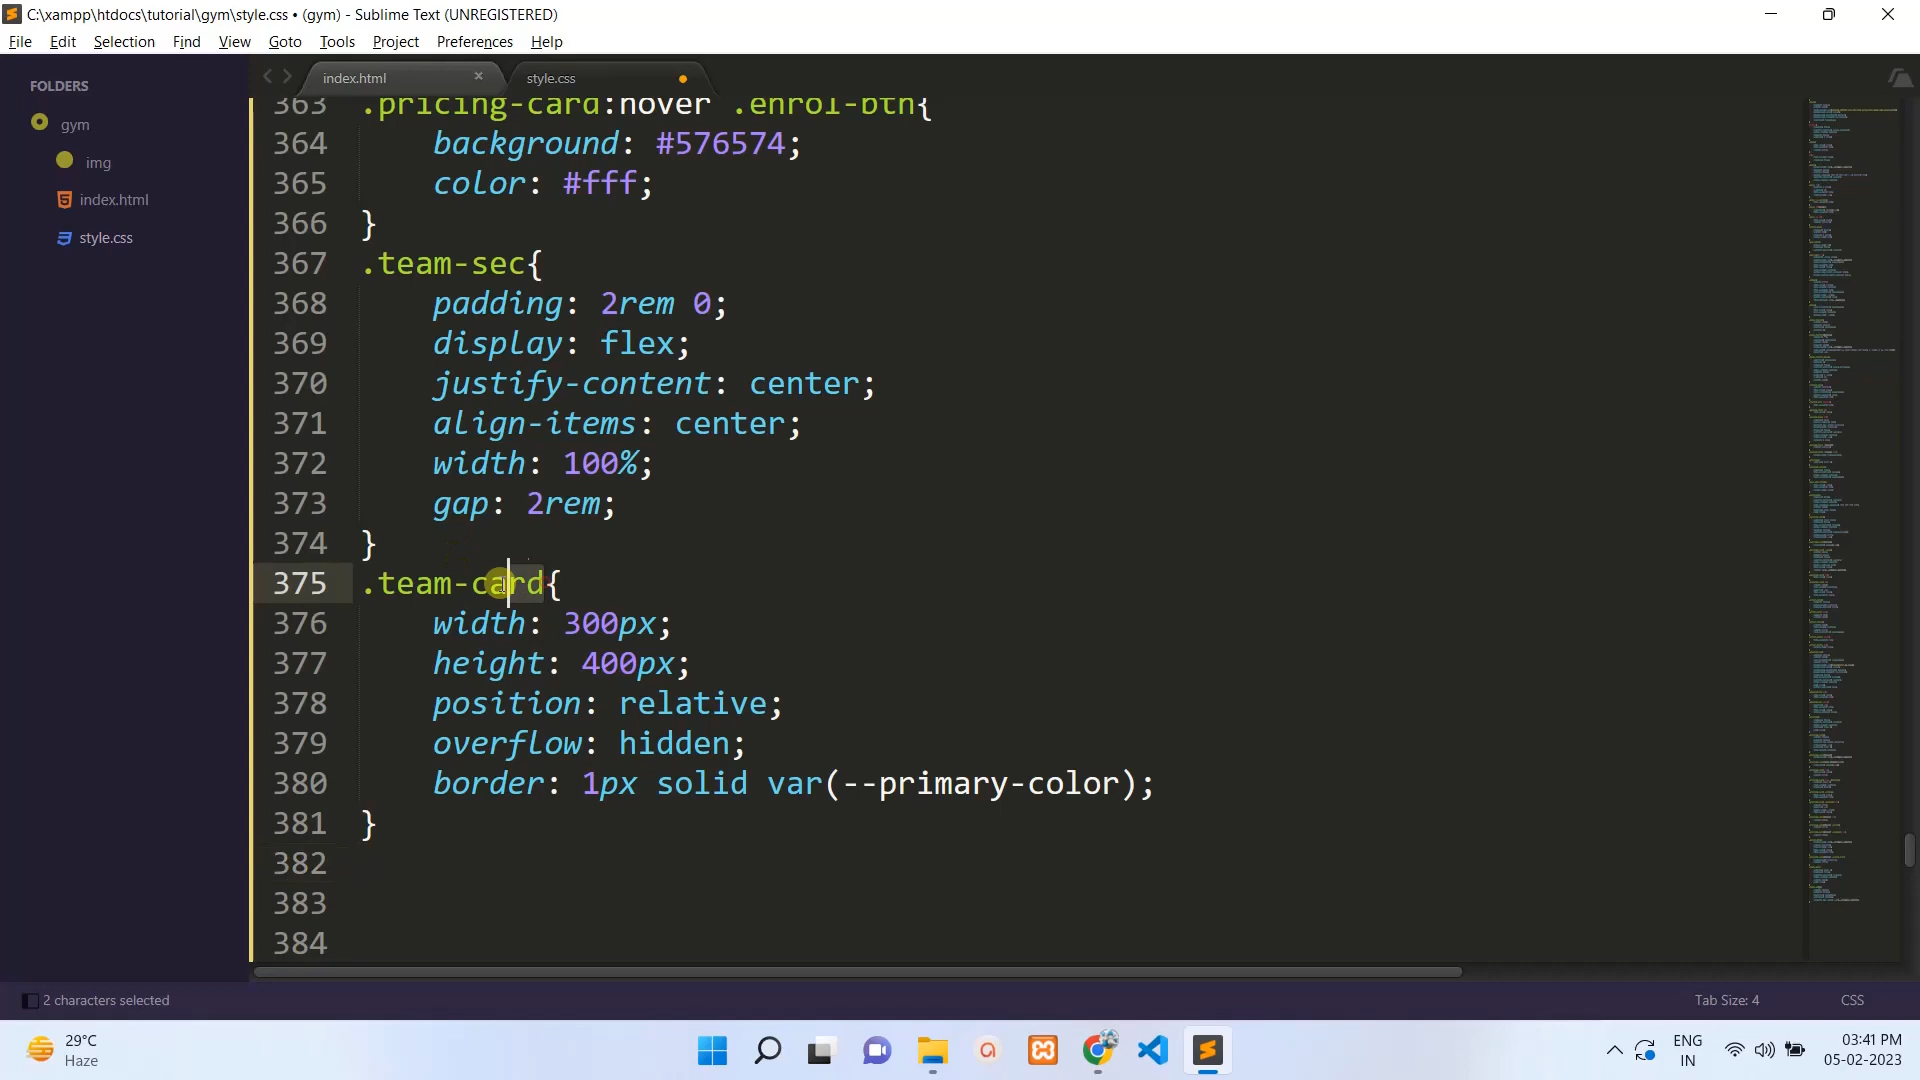 C:\xampp\htdocs\tutorial\gym\style.css • (gym) - Sublime Text (UNREGISTERED)
File Edit Selection Find View Goto Tools Project Preferences Help
FOLDERS
gym
img
index.html
style.css
index.html × style.css
363 .pricing-card:hover .enrol-btn{
364 background: #576574;
365 color: #fff;
366 }
367 .team-sec{
368 padding: 2rem 0;
369 display: flex;
370 justify-content: center;
371 align-items: center;
372 width: 100%;
373 gap: 2rem;
374 }
375 .team-card{
376 width: 300px;
377 height: 400px;
378 position: relative;
379 overflow: hidden;
380 border: 1px solid var(--primary-color);
381 }
382
383
384
2 characters selected Tab Size: 4 CSS
29°C
Haze
ENG
IN
03:41 PM
05-02-2023